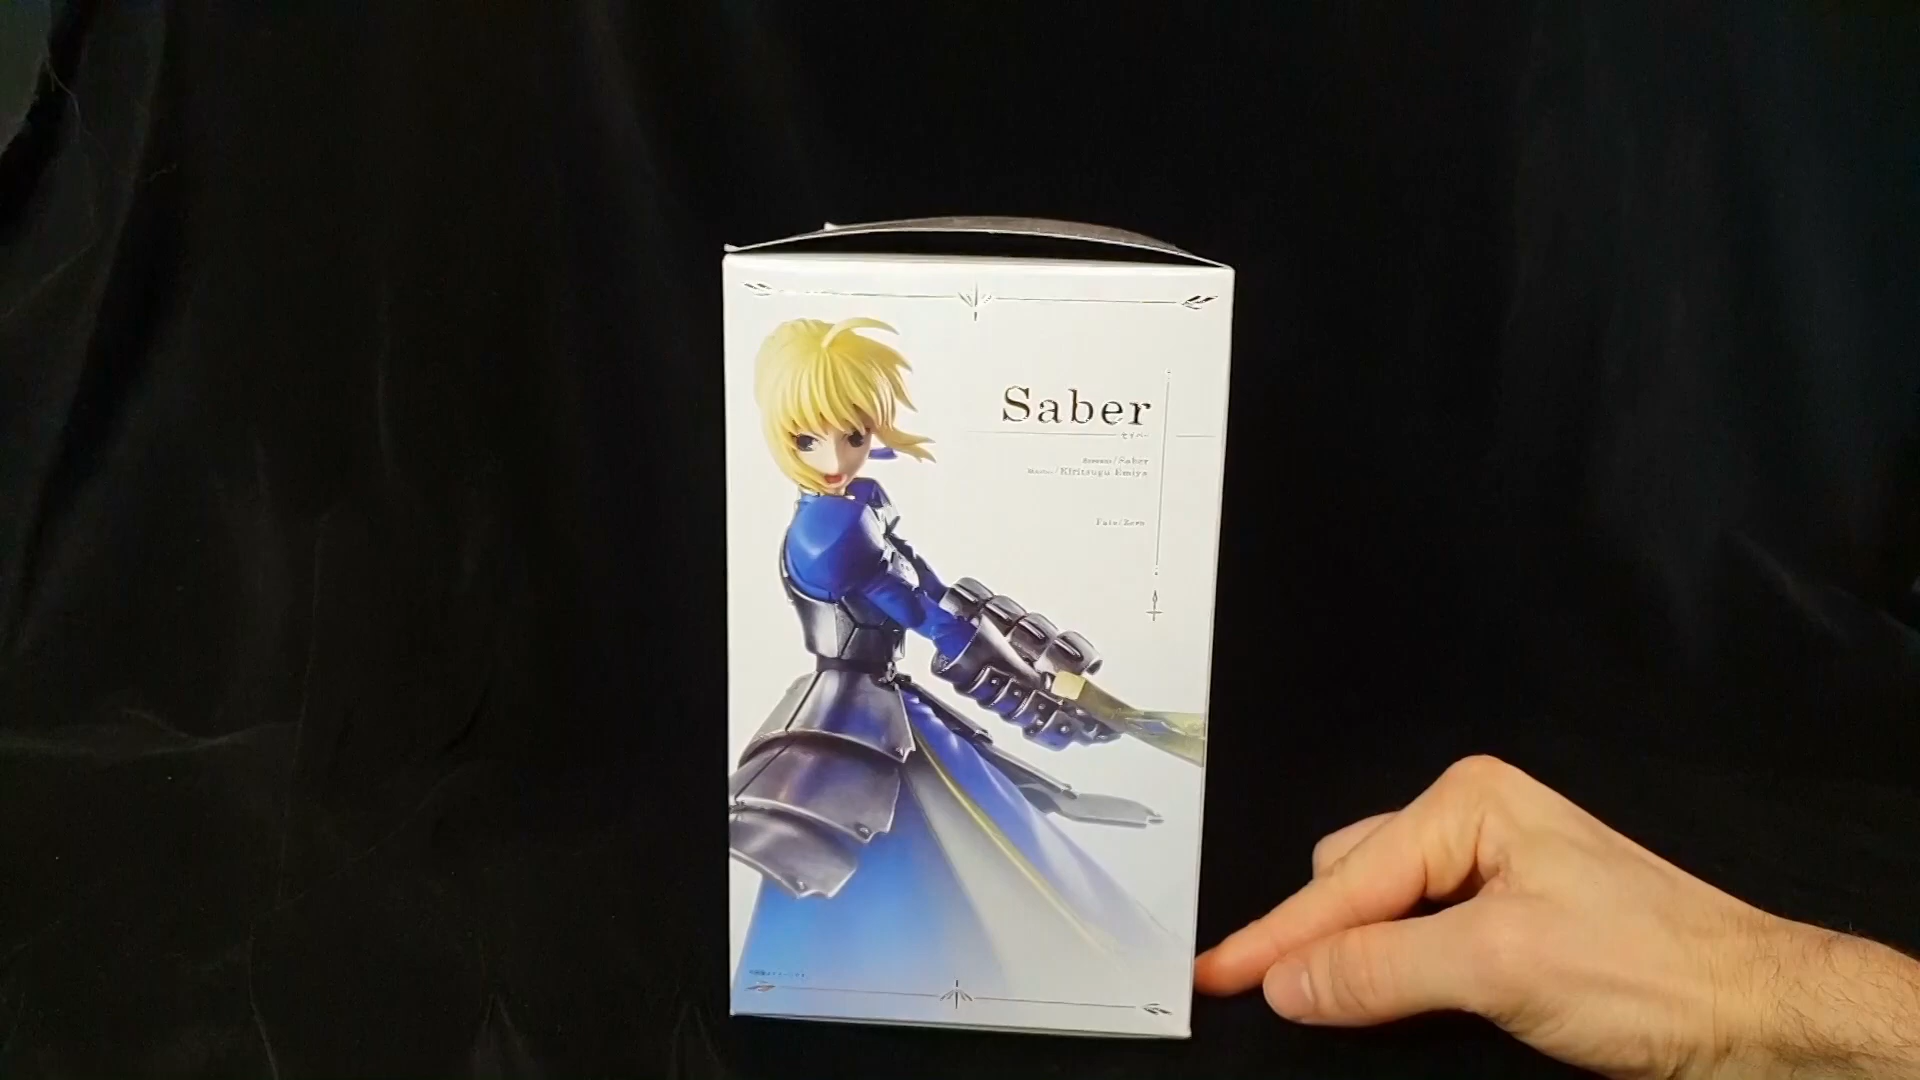 Saber
セイバー
Servant/Saber
Master/Kiritsugu Emiya
Fate/Zero